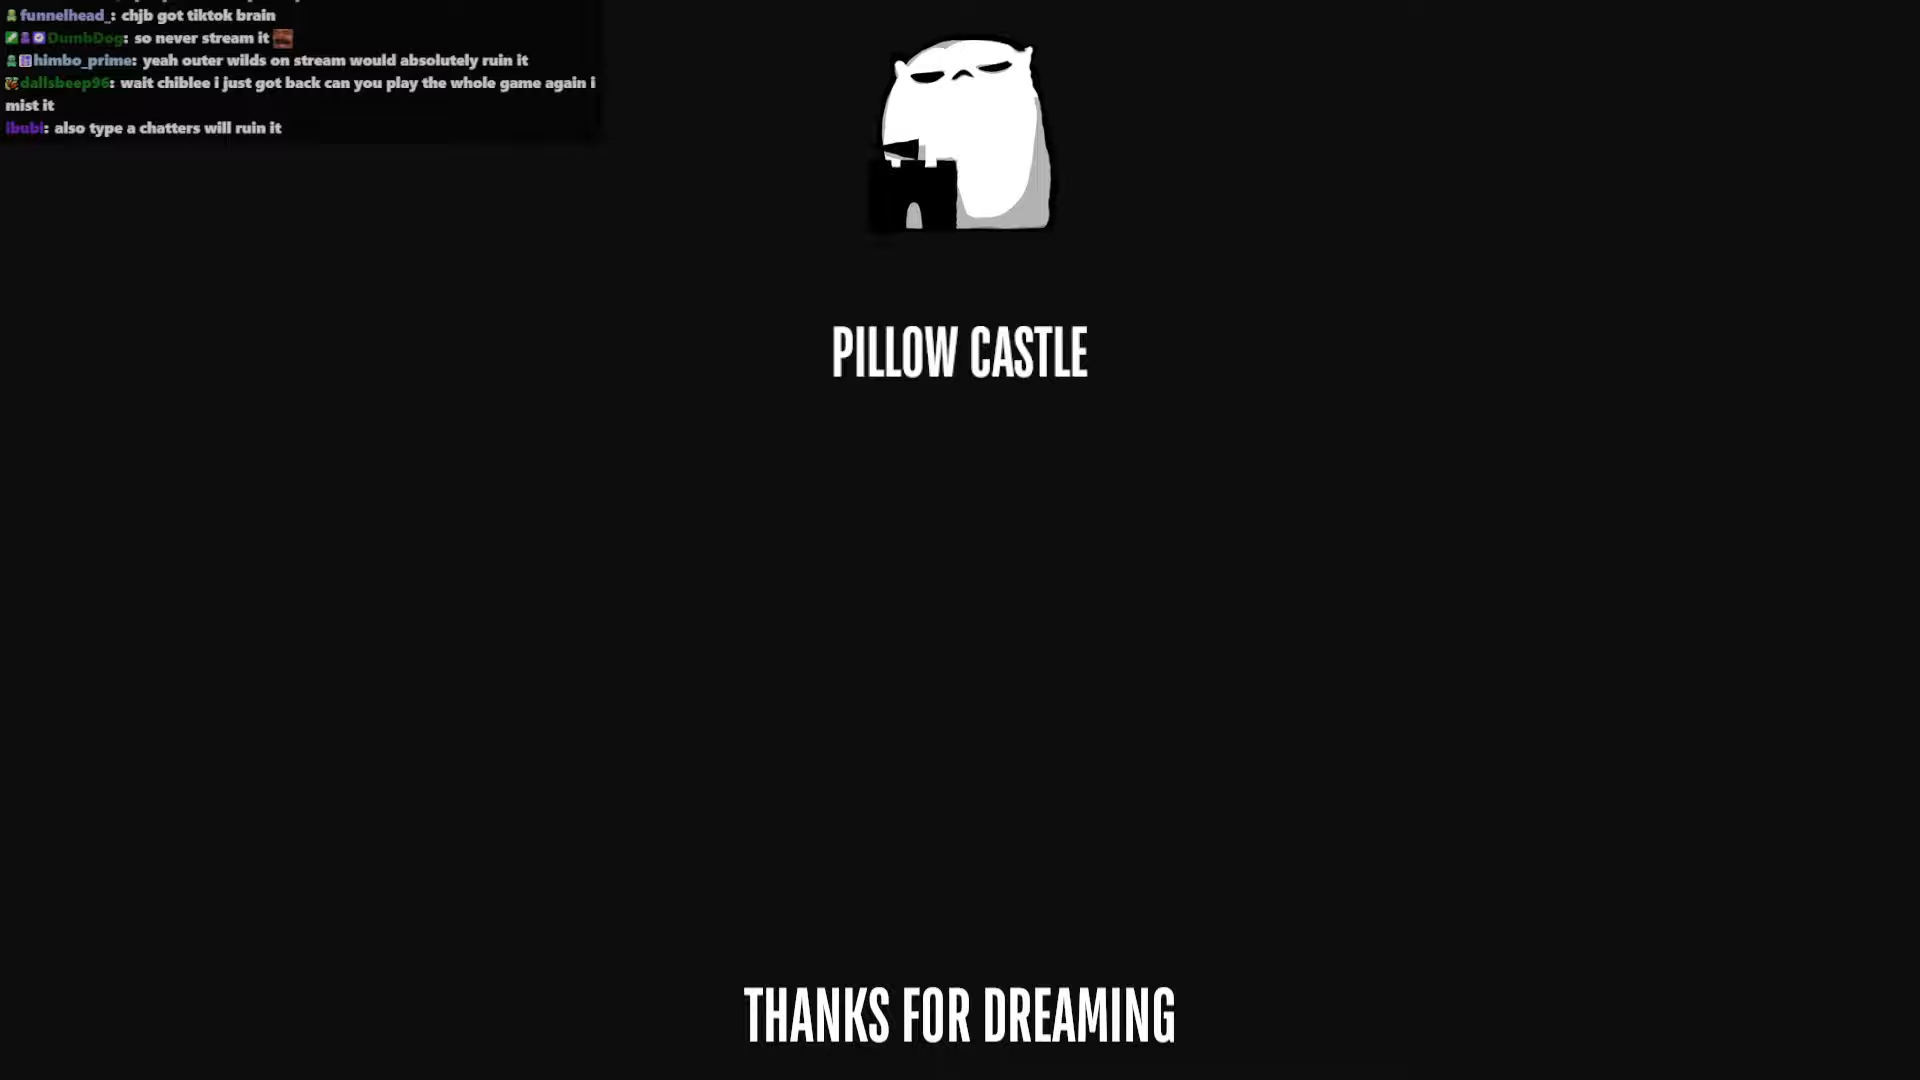 funnelhead_: chjb got tiktok brain
DumbDog: so never stream it
himbo_prime: yeah outer wilds on stream would absolutely ruin it
dallsbeep96: wait chiblee i just got back can you play the whole game again i
mist it
ibubi: also type a chatters will ruin it
PILLOW CASTLE
THANKS FOR DREAMING